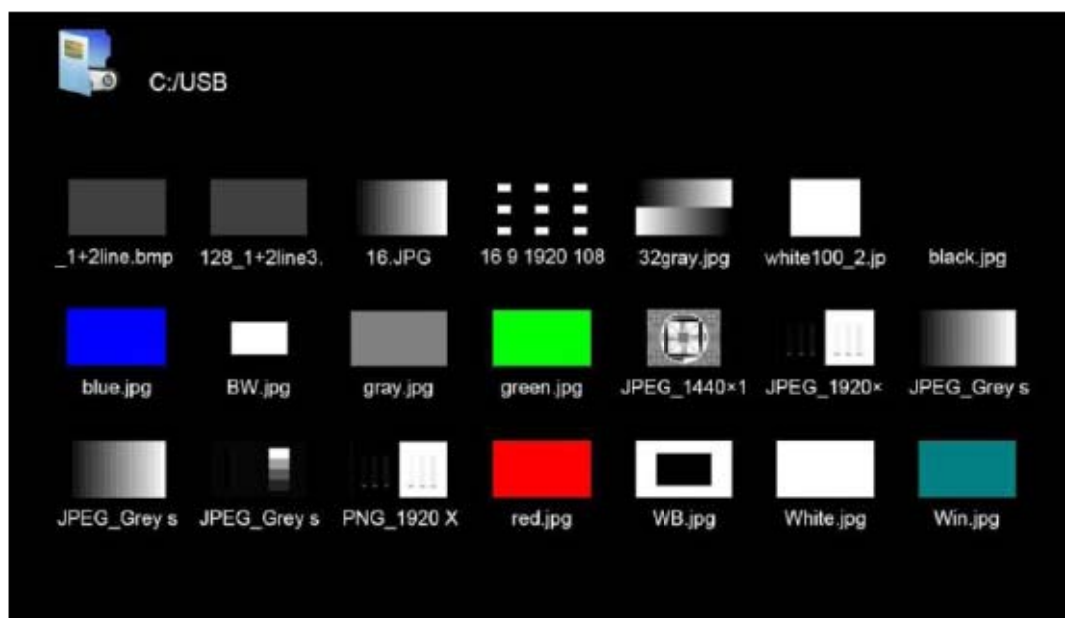 C:/USB
_1+2line.bmp 128_1+2line3. 16.JPG 16 9 1920 108 32gray.jpg white100_2.jp black.jpg
blue.jpg BW.jpg gray.jpg green.jpg JPEG_1440×1 JPEG_1920× JPEG_Grey s
JPEG_Grey s JPEG_Grey s PNG_1920 X red.jpg WB.jpg White.jpg Win.jpg